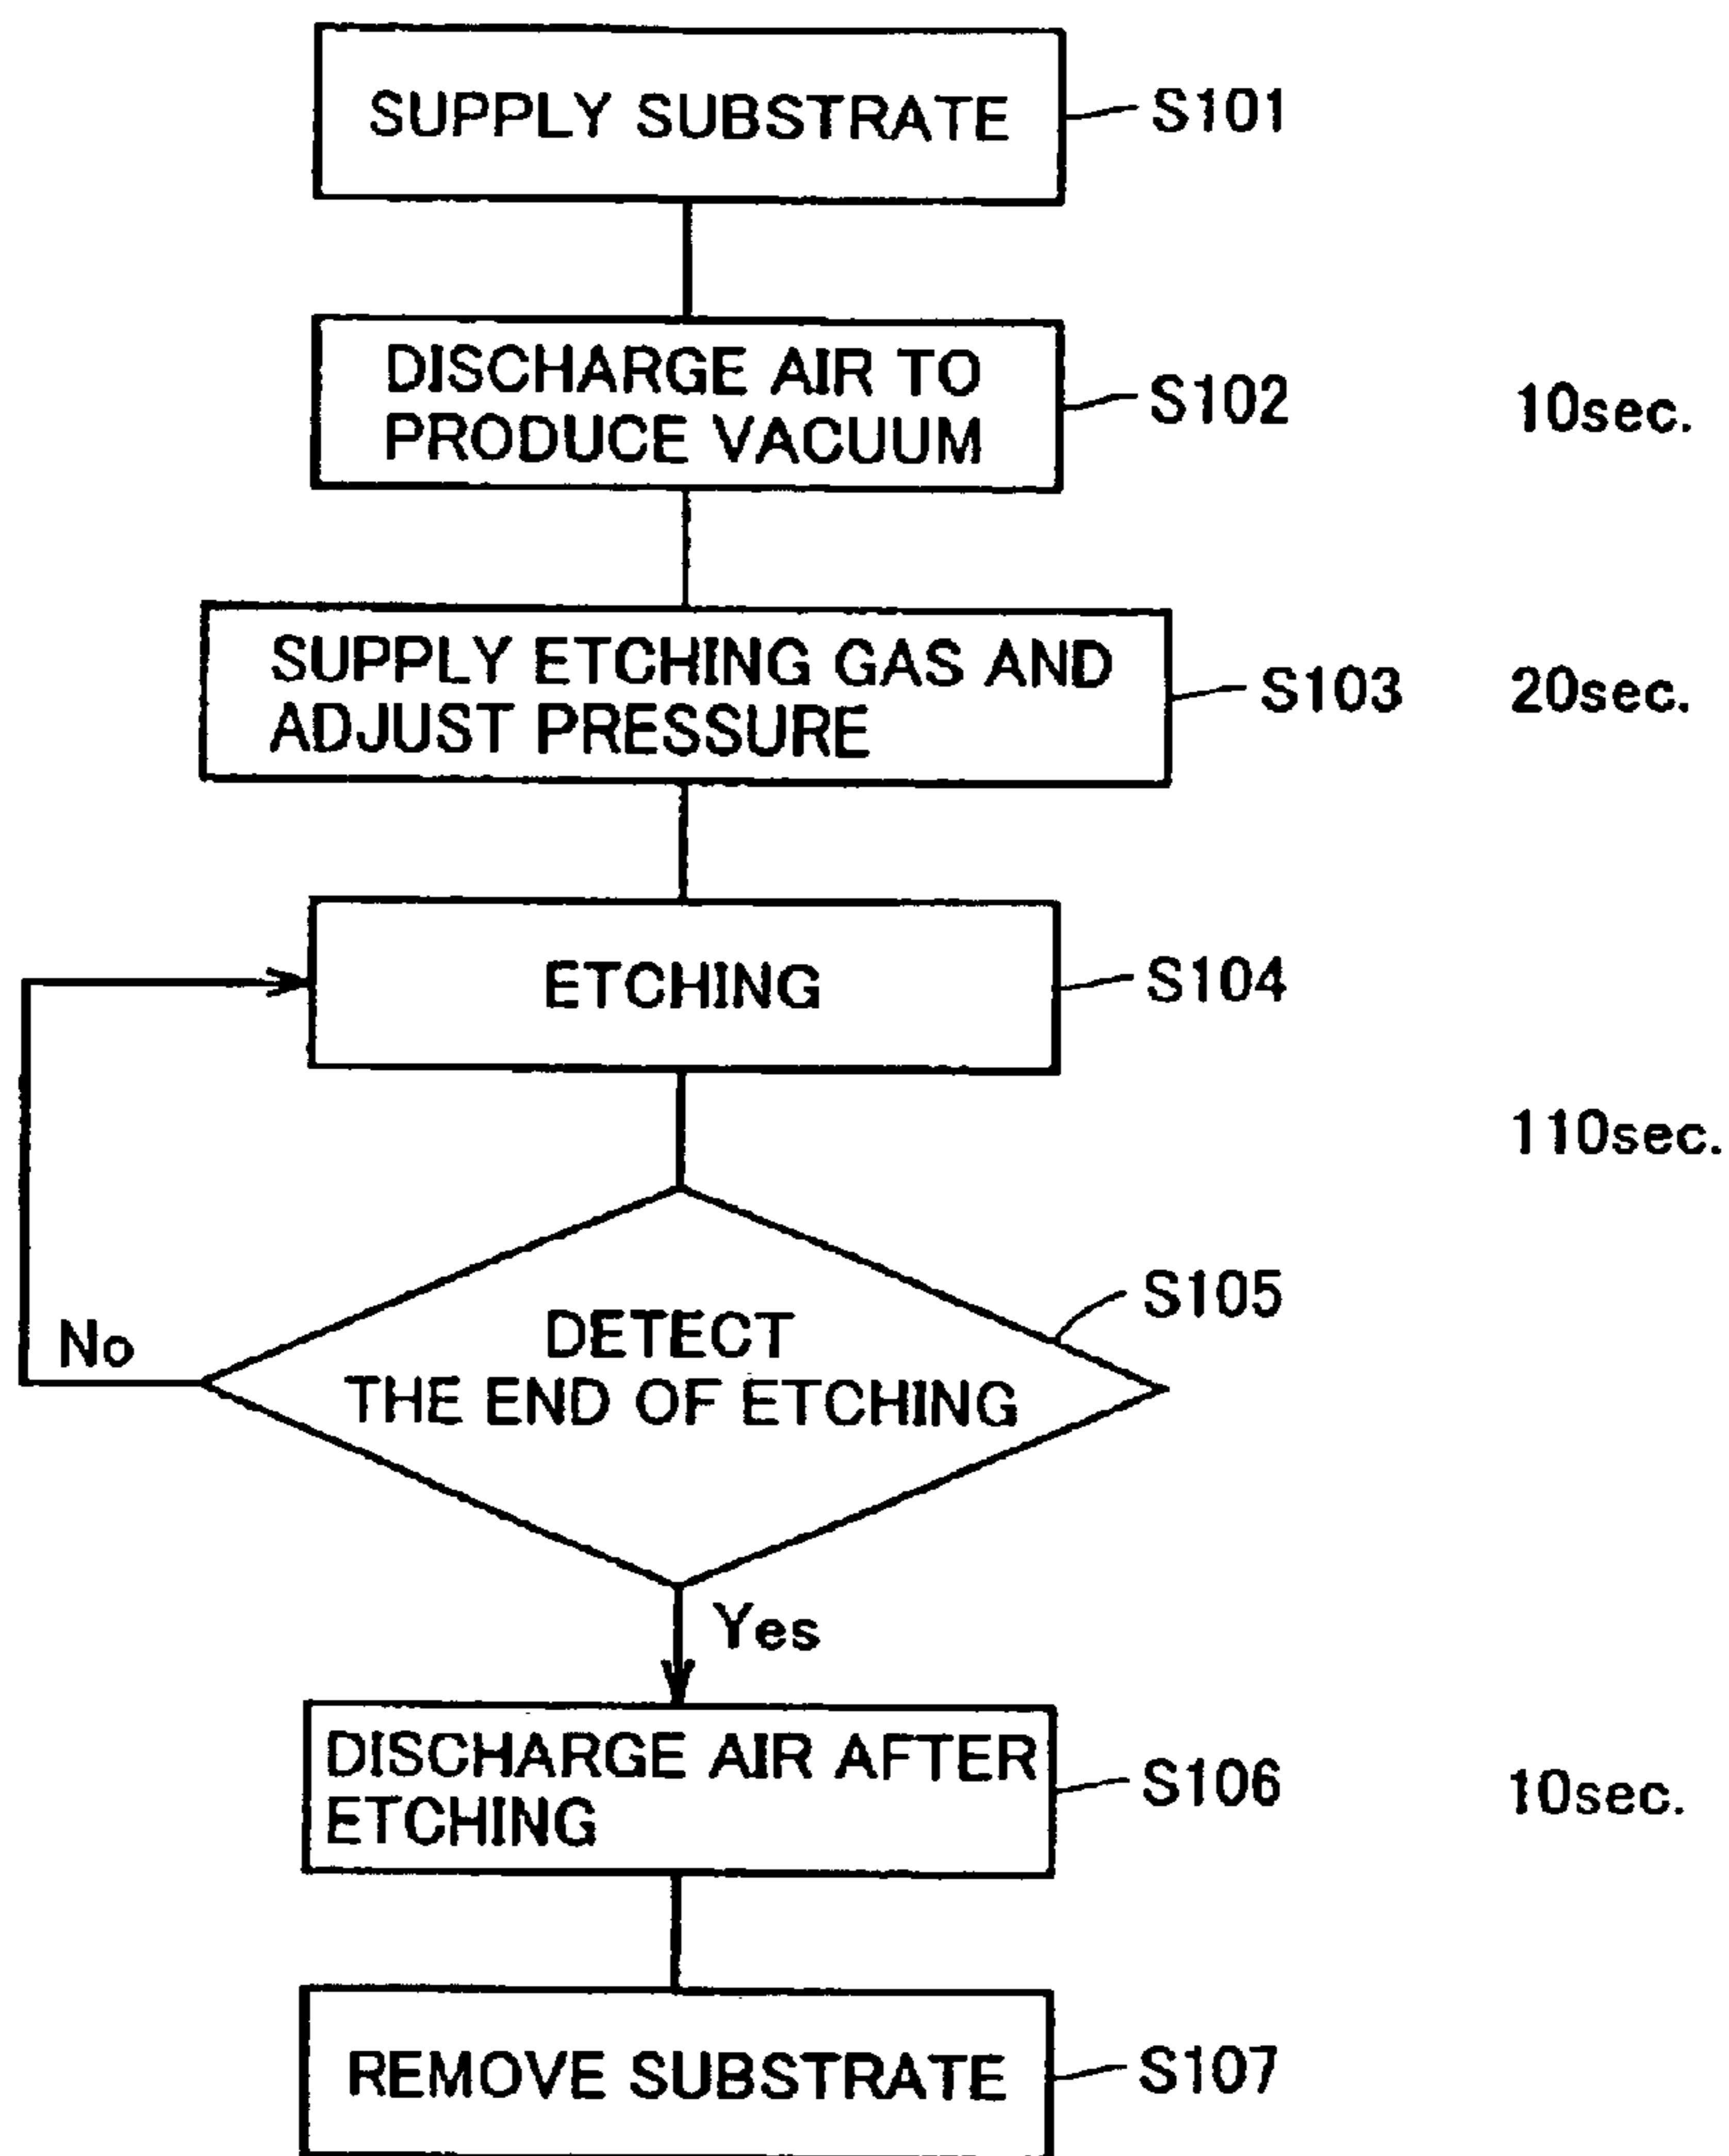 SUPPLY SUBSTRATE
S101
DISCHARGE AIR TO
PRODUCE VACUUM
S102
10sec.
SUPPLY ETCHING GAS AND
ADJUST PRESSURE
S103
20sec.
ETCHING
S104
110sec.
DETECT
THE END OF ETCHING
S105
No
Yes
DISCHARGE AIR AFTER
ETCHING
S106
10sec.
REMOVE SUBSTRATE
S107